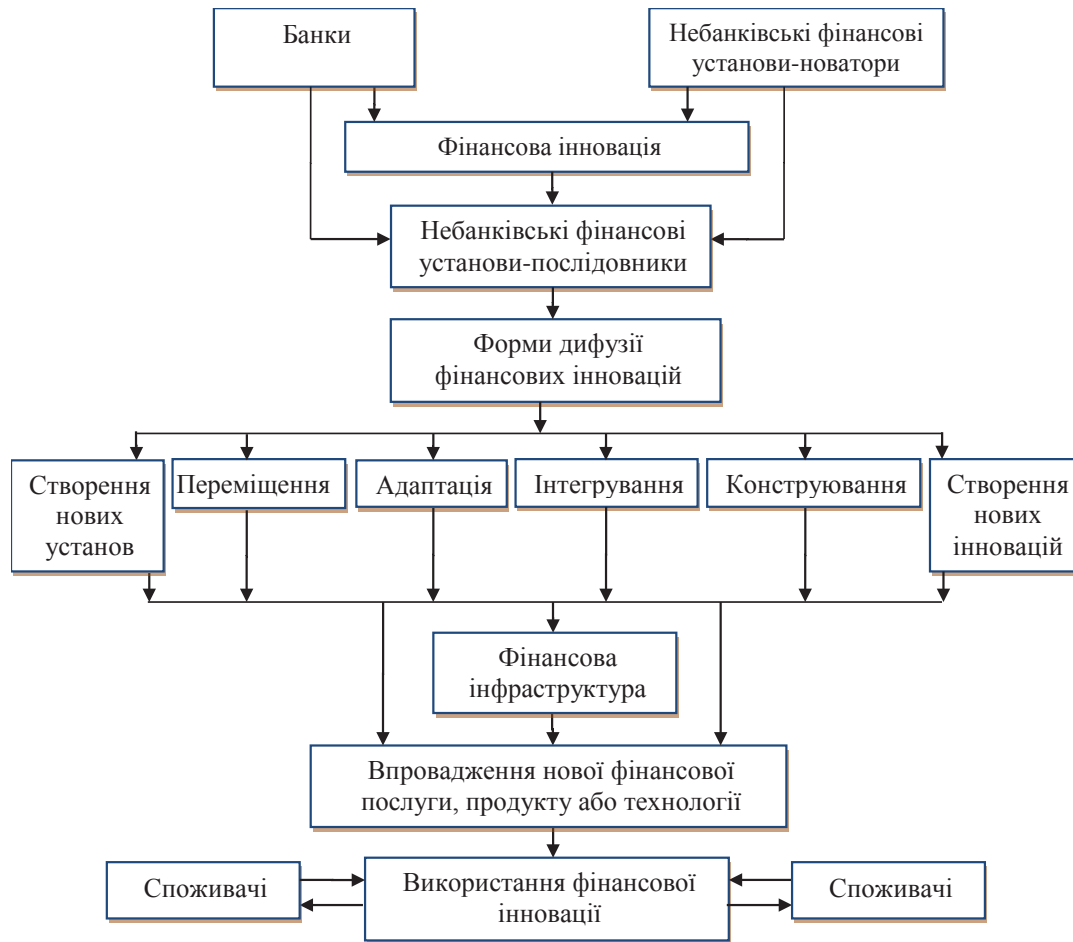 Банки
Небанківські фінансові
установи-новатори
Фінансова інновація
Небанківські фінансові
установи-послідовники
Форми дифузії
фінансових інновацій
Створення
нових
установ
Переміщення
Адаптація
Інтегрування
Конструювання
Створення
нових
інновацій
Фінансова
інфраструктура
Впровадження нової фінансової
послуги, продукту або технології
Споживачі
Використання фінансової
інновації
Споживачі